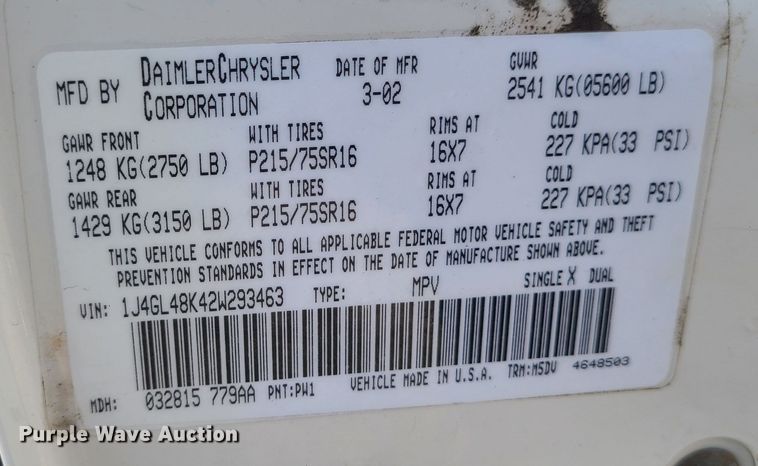 MFD BY DAIMLERCHRYSLER CORPORATION
DATE OF MFR 3-02
GVWR 2541 KG(05600 LB)
GAWR FRONT WITH TIRES RIMS AT COLD
1248 KG(2750 LB) P215/75SR16 16X7 227 KPA(33 PSI)
GAWR REAR WITH TIRES RIMS AT COLD
1429 KG(3150 LB) P215/75SR16 16X7 227 KPA(33 PSI)
THIS VEHICLE CONFORMS TO ALL APPLICABLE FEDERAL MOTOR VEHICLE SAFETY AND THEFT
PREVENTION STANDARDS IN EFFECT ON THE DATE OF MANUFACTURE SHOWN ABOVE.
VIN: 1J4GL48K42W293463 TYPE: MPV SINGLE X DUAL
MDH: 032815 779AA PNT:PW1 VEHICLE MADE IN U.S.A. TRM:MSDV 4648503
Purple Wave Auction